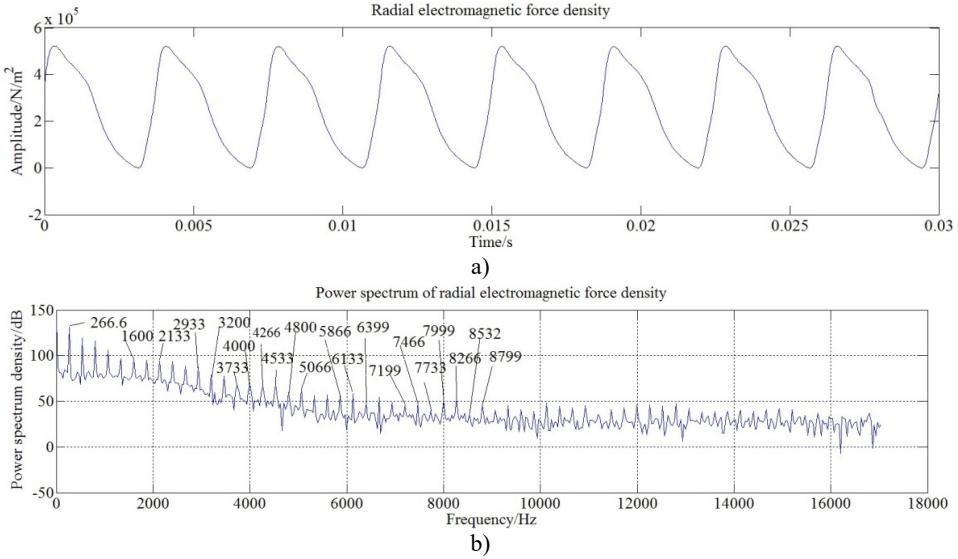 Radial electromagnetic force density
6 x 10^5
4
2
0
-2
Amplitude/N/m²
0 0.005 0.01 0.015 0.02 0.025 0.03
Time/s
a)
Power spectrum of radial electromagnetic force density
150
100
50
0
-50
Power spectrum density/dB
266.6 1600 2133 2933 3200 3733 4000 4266 4533 4800 5066 5866 6133 6399 7199 7466 7733 7999 8266 8532 8799
0 2000 4000 6000 8000 10000 12000 14000 16000 18000
Frequency/Hz
b)